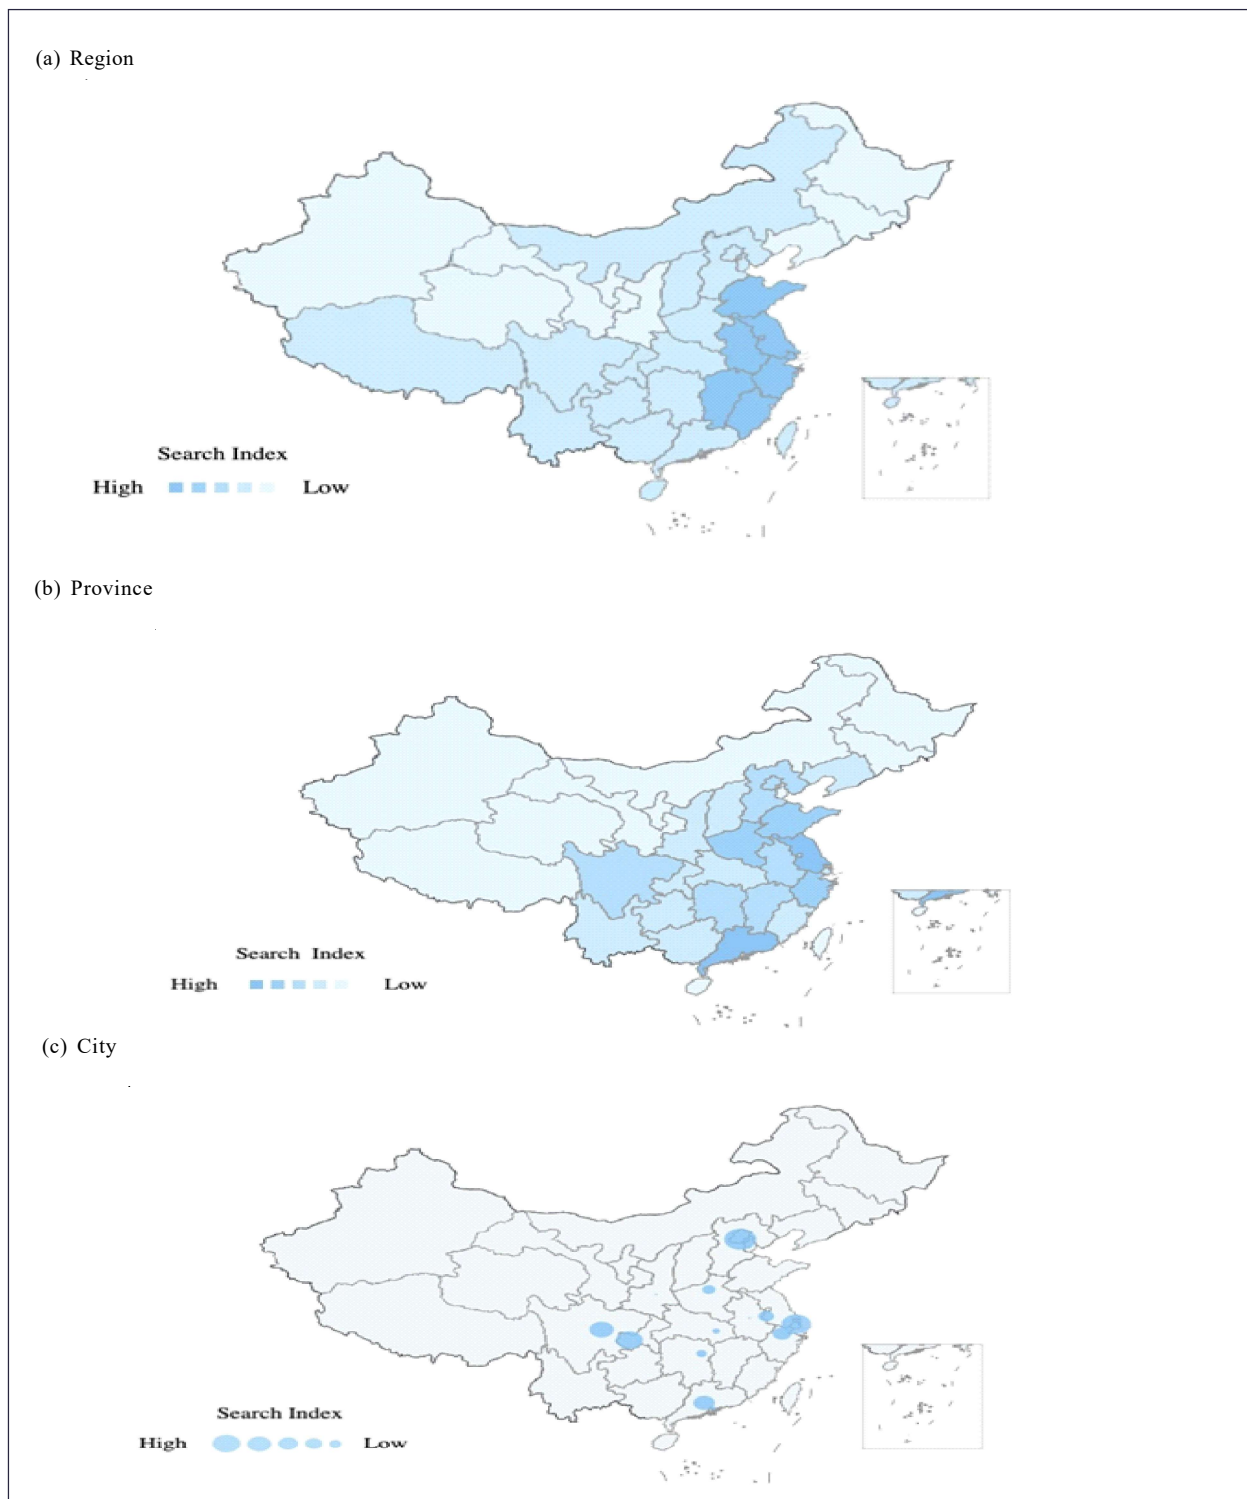 (a) Region
Search Index
High Low
(b) Province
Search Index
High Low
(c) City
Search Index
High Low